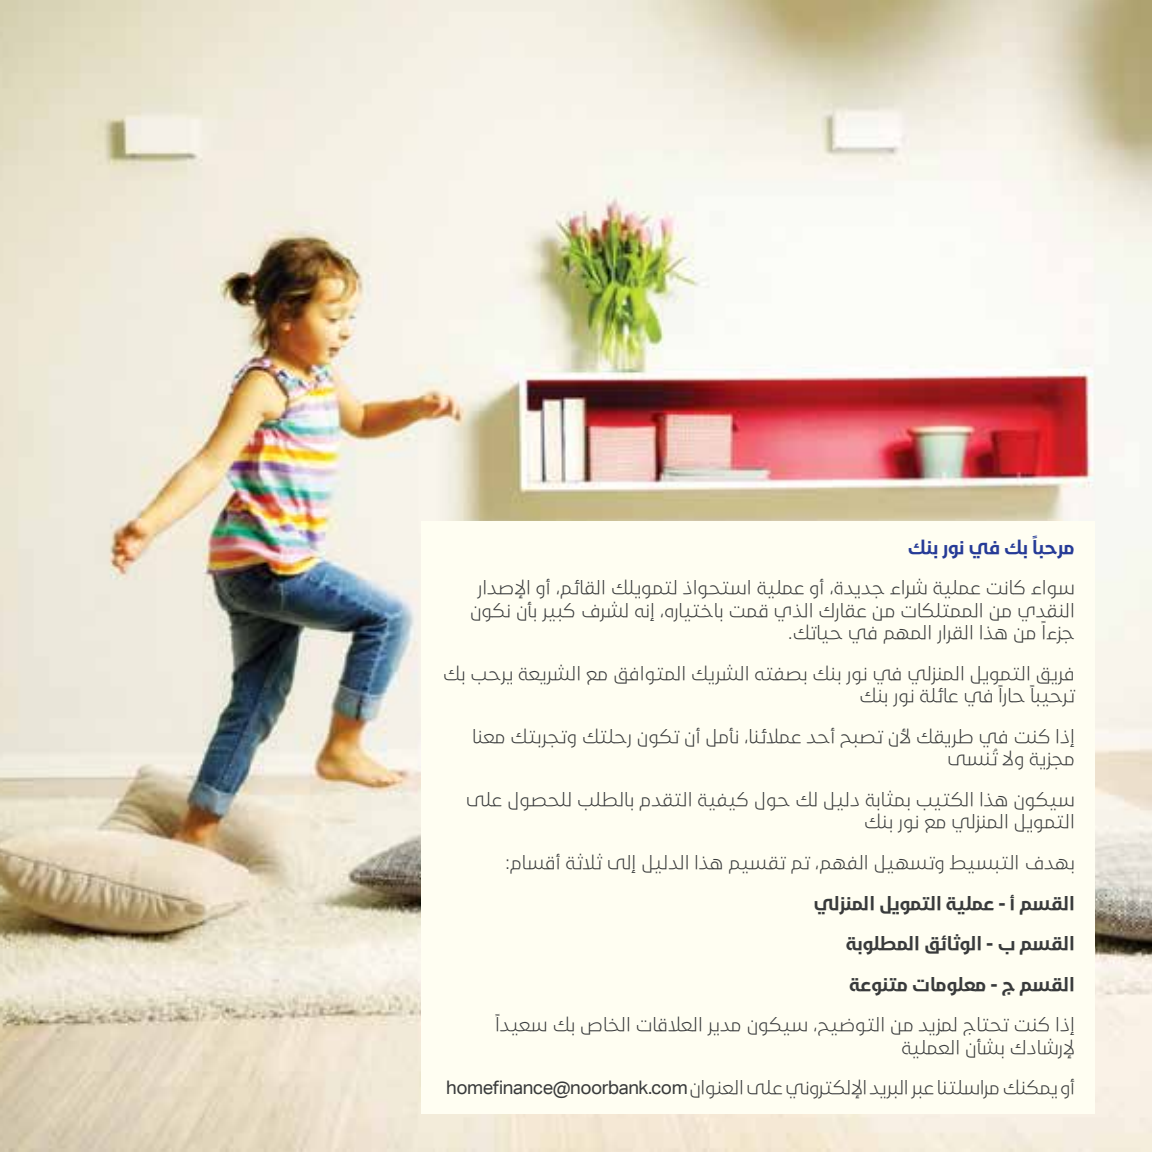 مرحباً بك في نور بنك
سواء كانت عملية شراء جديدة، أو عملية استحواذ لتمويلك القائم، أو الإصدار
النقدي من الممتلكات من عقارك الذي قمت باختياره، إنه لشرف كبير بأن نكون
جزءاً من هذا القرار المهم في حياتك.
فريق التمويل المنزلي في نور بنك بصفته الشريك المتوافق مع الشريعة يرحب بك
ترحيباً حاراً في عائلة نور بنك
إذا كنت في طريقك لأن تصبح أحد عملائنا، نأمل أن تكون رحلتك وتجربتك معنا
مجزية ولا تُنسى
سيكون هذا الكتيب بمثابة دليل لك حول كيفية التقدم بالطلب للحصول على
التمويل المنزلي مع نور بنك
بهدف التبسيط وتسهيل الفهم، تم تقسيم هذا الدليل إلى ثلاثة أقسام:
القسم أ - عملية التمويل المنزلي
القسم ب - الوثائق المطلوبة
القسم ج - معلومات متنوعة
إذا كنت تحتاج لمزيد من التوضيح، سيكون مدير العلاقات الخاص بك سعيداً
لإرشادك بشأن العملية
أو يمكنك مراسلتنا عبر البريد الإلكتروني على العنوان homefinance@noorbank.com